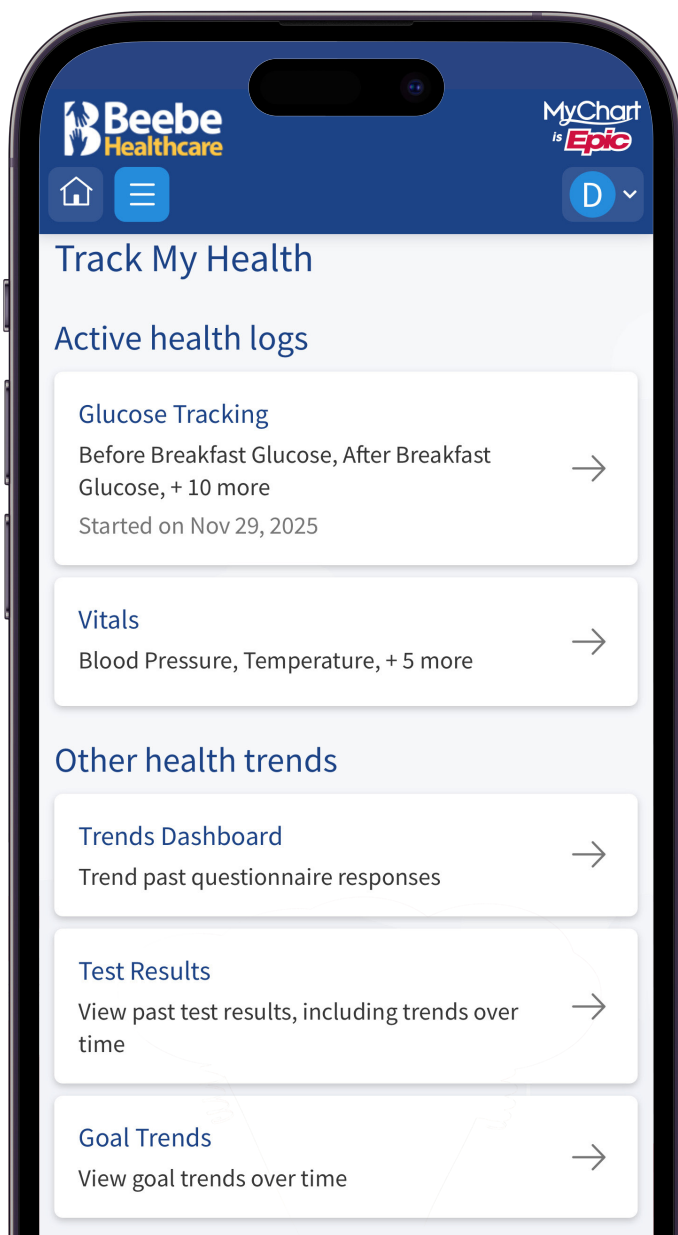 Beebe
Healthcare
MyChart
is Epic
D
Track My Health
Active health logs
Glucose Tracking
Before Breakfast Glucose, After Breakfast
Glucose, + 10 more
Started on Nov 29, 2025
Vitals
Blood Pressure, Temperature, + 5 more
Other health trends
Trends Dashboard
Trend past questionnaire responses
Test Results
View past test results, including trends over
time
Goal Trends
View goal trends over time